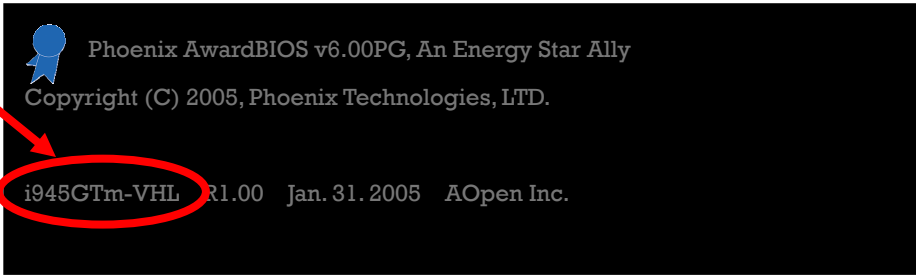 Phoenix AwardBIOS v6.00PG, An Energy Star Ally
Copyright (C) 2005, Phoenix Technologies, LTD.
i945GTm-VHL R1.00 Jan. 31. 2005 AOpen Inc.